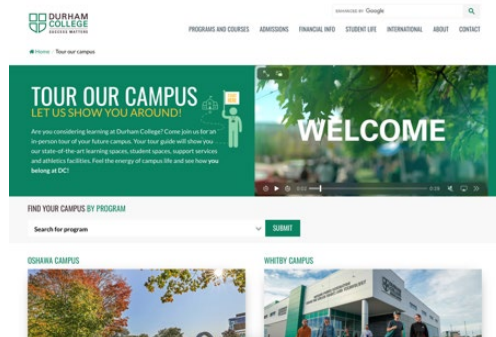 DURHAM
COLLEGE
SUCCESS MATTERS
ENHANCED BY Google
PROGRAMS AND COURSES ADMISSIONS FINANCIAL INFO STUDENT LIFE INTERNATIONAL ABOUT CONTACT
Home / Tour our campus
TOUR OUR CAMPUS
LET US SHOW YOU AROUND!
Are you considering learning at Durham College? Come join us for an
in-person tour of your future campus. Your tour guide will show you
our state-of-the-art learning spaces, student spaces, support services
and athletics facilities. Feel the energy of campus life and see how you
belong at DC!
WELCOME
0:02
0:28
FIND YOUR CAMPUS BY PROGRAM
Search for program
SUBMIT
OSHAWA CAMPUS
WHITBY CAMPUS